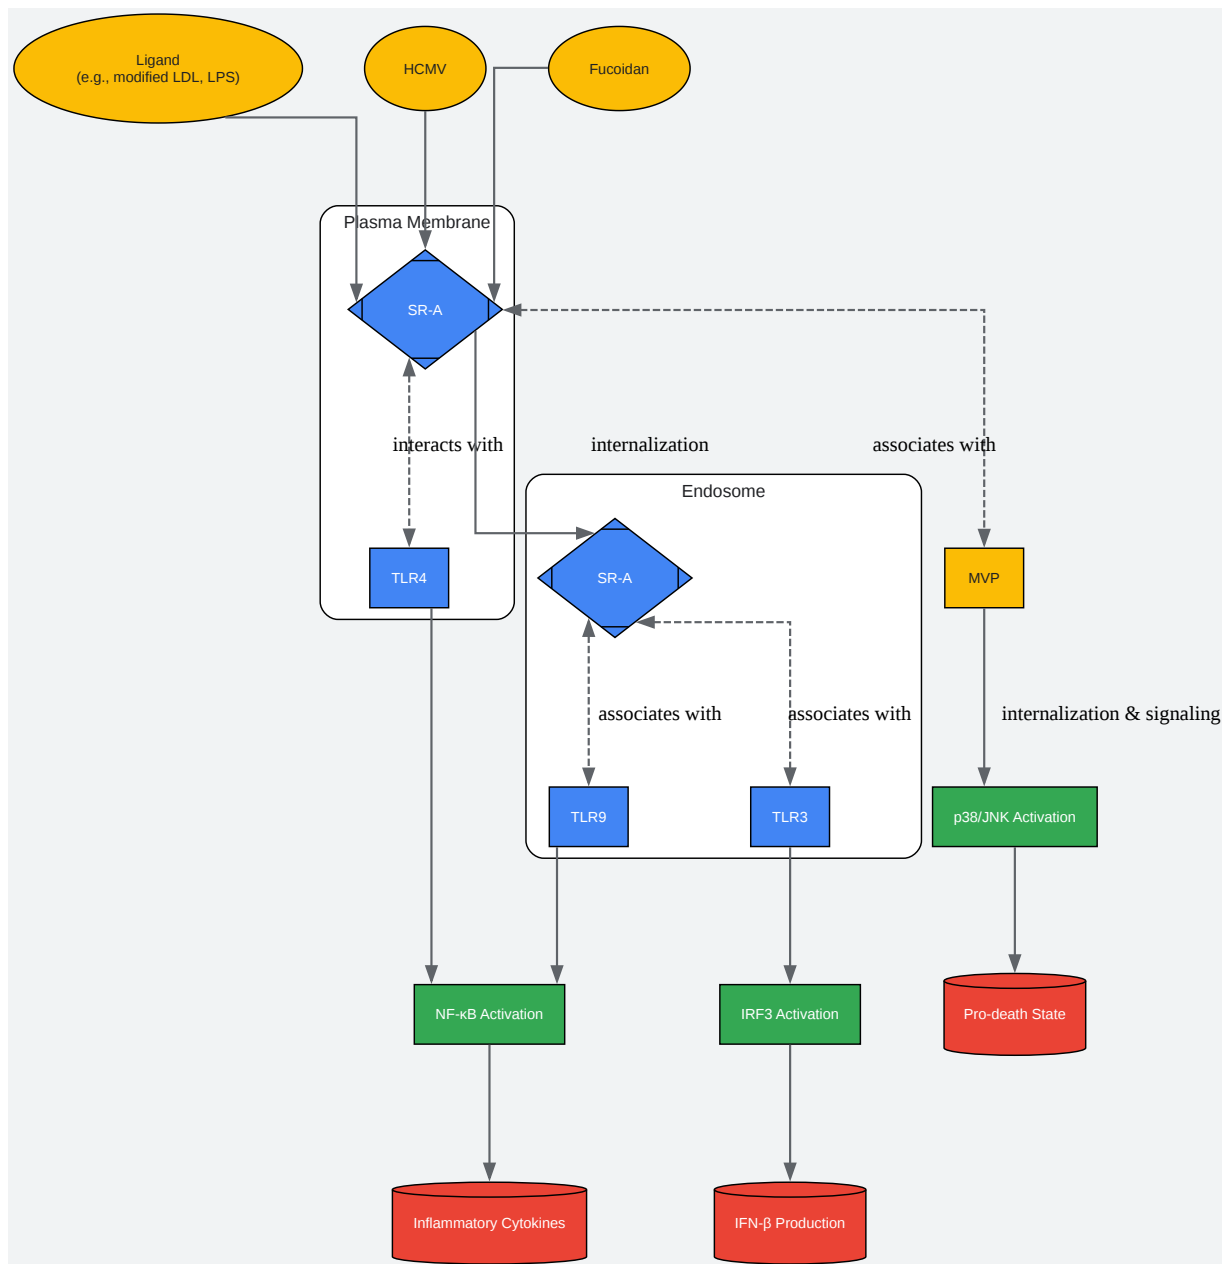 Ligand
(e.g., modified LDL, LPS)
HCMV
Fucoidan
Plasma Membrane
SR-A
interacts with
internalization
associates with
Endosome
SR-A
TLR4
MVP
associates with
associates with
internalization & signaling
TLR9
TLR3
p38/JNK Activation
NF-κB Activation
IRF3 Activation
Pro-death State
Inflammatory Cytokines
IFN-β Production